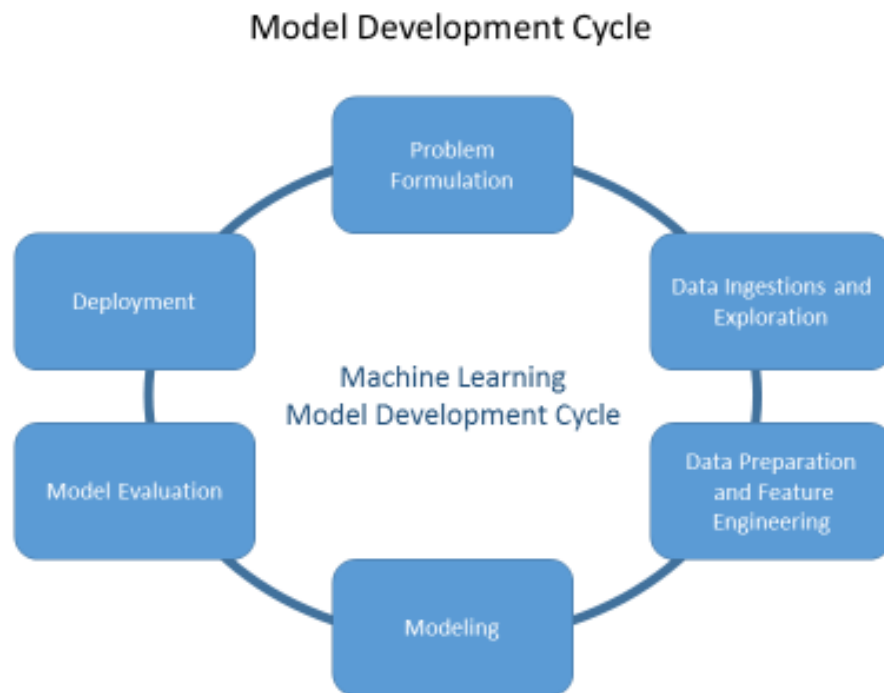 Model Development Cycle
Problem
Formulation
Data Ingestions and
Exploration
Data Preparation
and Feature
Engineering
Modeling
Model Evaluation
Deployment
Machine Learning
Model Development Cycle